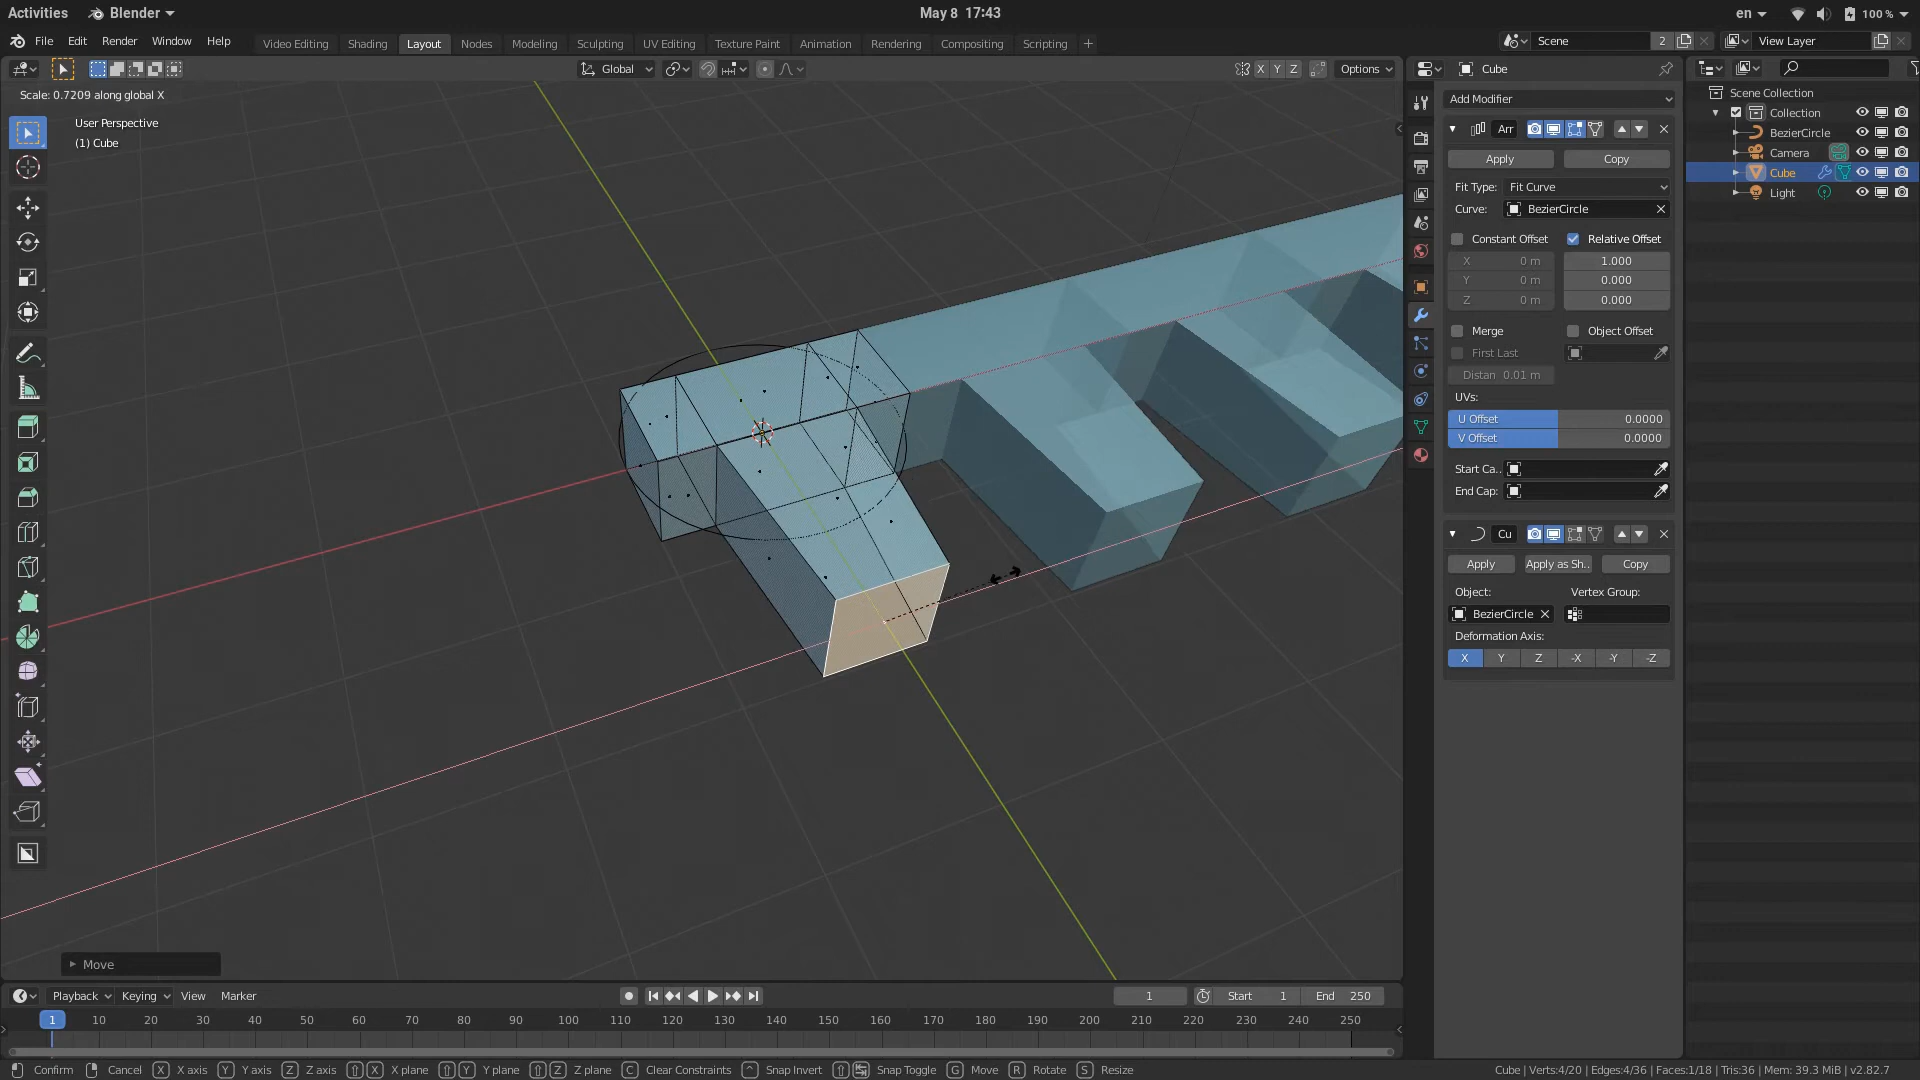 Activities Blender May 8 17:43 en 100 %
File Edit Render Window Help Video Editing Shading Layout Nodes Modeling Sculpting UV Editing Texture Paint Animation Rendering Compositing Scripting + Scene 2 View Layer
Global X Y Z Options Cube
Scale: 0.7209 along global X
User Perspective
(1) Cube
Add Modifier
Arr
Apply Copy
Fit Type: Fit Curve
Curve: BezierCircle
Constant Offset Relative Offset
X 0 m 1.000
Y 0 m 0.000
Z 0 m 0.000
Merge Object Offset
First Last
Distan 0.01 m
UVs:
U Offset 0.0000
V Offset 0.0000
Start Ca..
End Cap:
Cu
Apply Apply as Sh.. Copy
Object: Vertex Group:
BezierCircle
Deformation Axis:
X Y Z -X -Y -Z
Scene Collection
Collection
BezierCircle
Camera
Cube
Light
Move
Playback Keying View Marker 1 Start 1 End 250
1 10 20 30 40 50 60 70 80 90 100 110 120 130 140 150 160 170 180 190 200 210 220 230 240 250
Confirm Cancel X X axis Y Y axis Z Z axis X X plane Y Y plane Z Z plane C Clear Constraints ^ Snap Invert Snap Toggle G Move R Rotate S Resize Cube | Verts:4/20 | Edges:4/36 | Faces:1/18 | Tris:36 | Mem: 39.3 MiB | v2.82.7